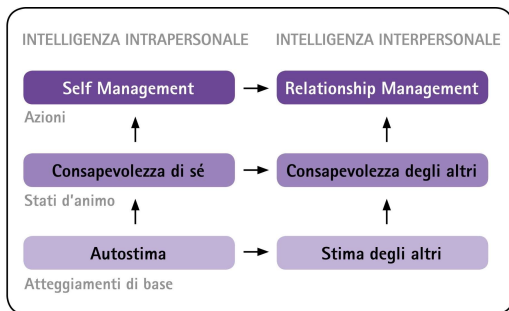 INTELLIGENZA INTRAPERSONALE
INTELLIGENZA INTERPERSONALE
Self Management
Relationship Management
Azioni
Consapevolezza di sé
Consapevolezza degli altri
Stati d'animo
Autostima
Stima degli altri
Atteggiamenti di base